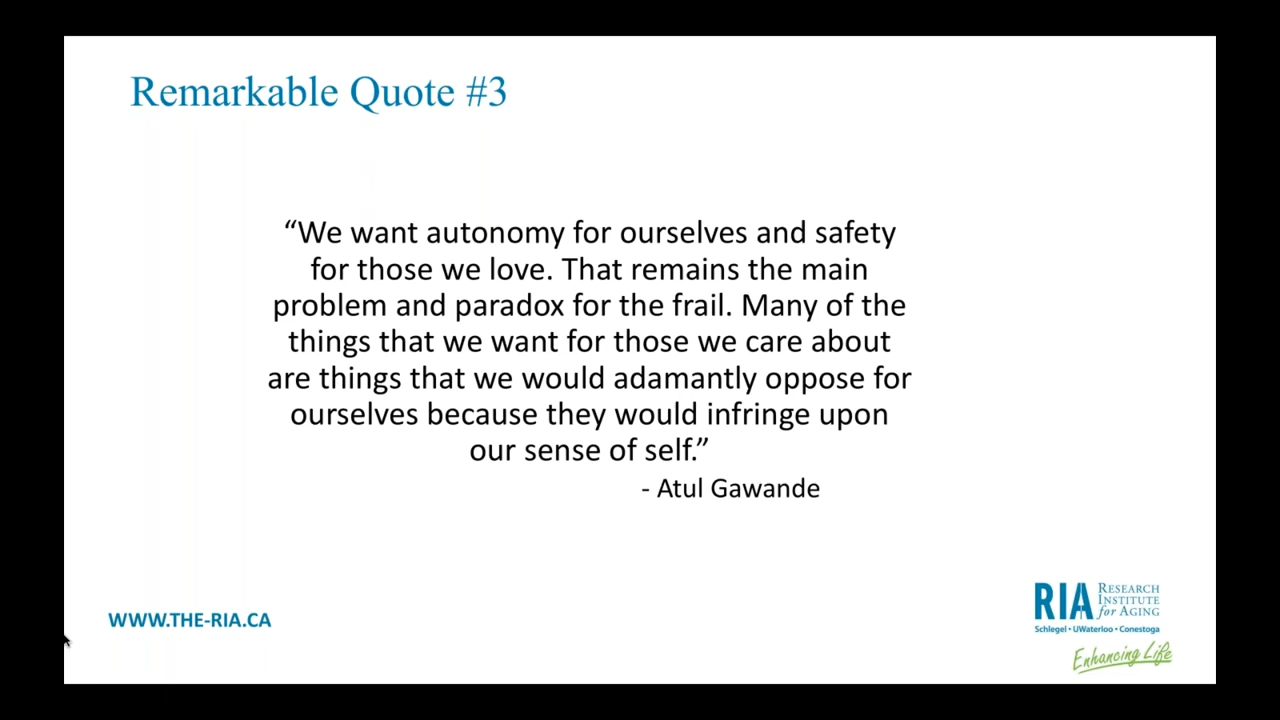 Remarkable Quote #3
“We want autonomy for ourselves and safety
for those we love. That remains the main
problem and paradox for the frail. Many of the
things that we want for those we care about
are things that we would adamantly oppose for
ourselves because they would infringe upon
our sense of self.”
- Atul Gawande
WWW.THE-RIA.CA
RIA RESEARCH
INSTITUTE
for AGING
Schlegel • UWaterloo • Conestoga
Enhancing Life